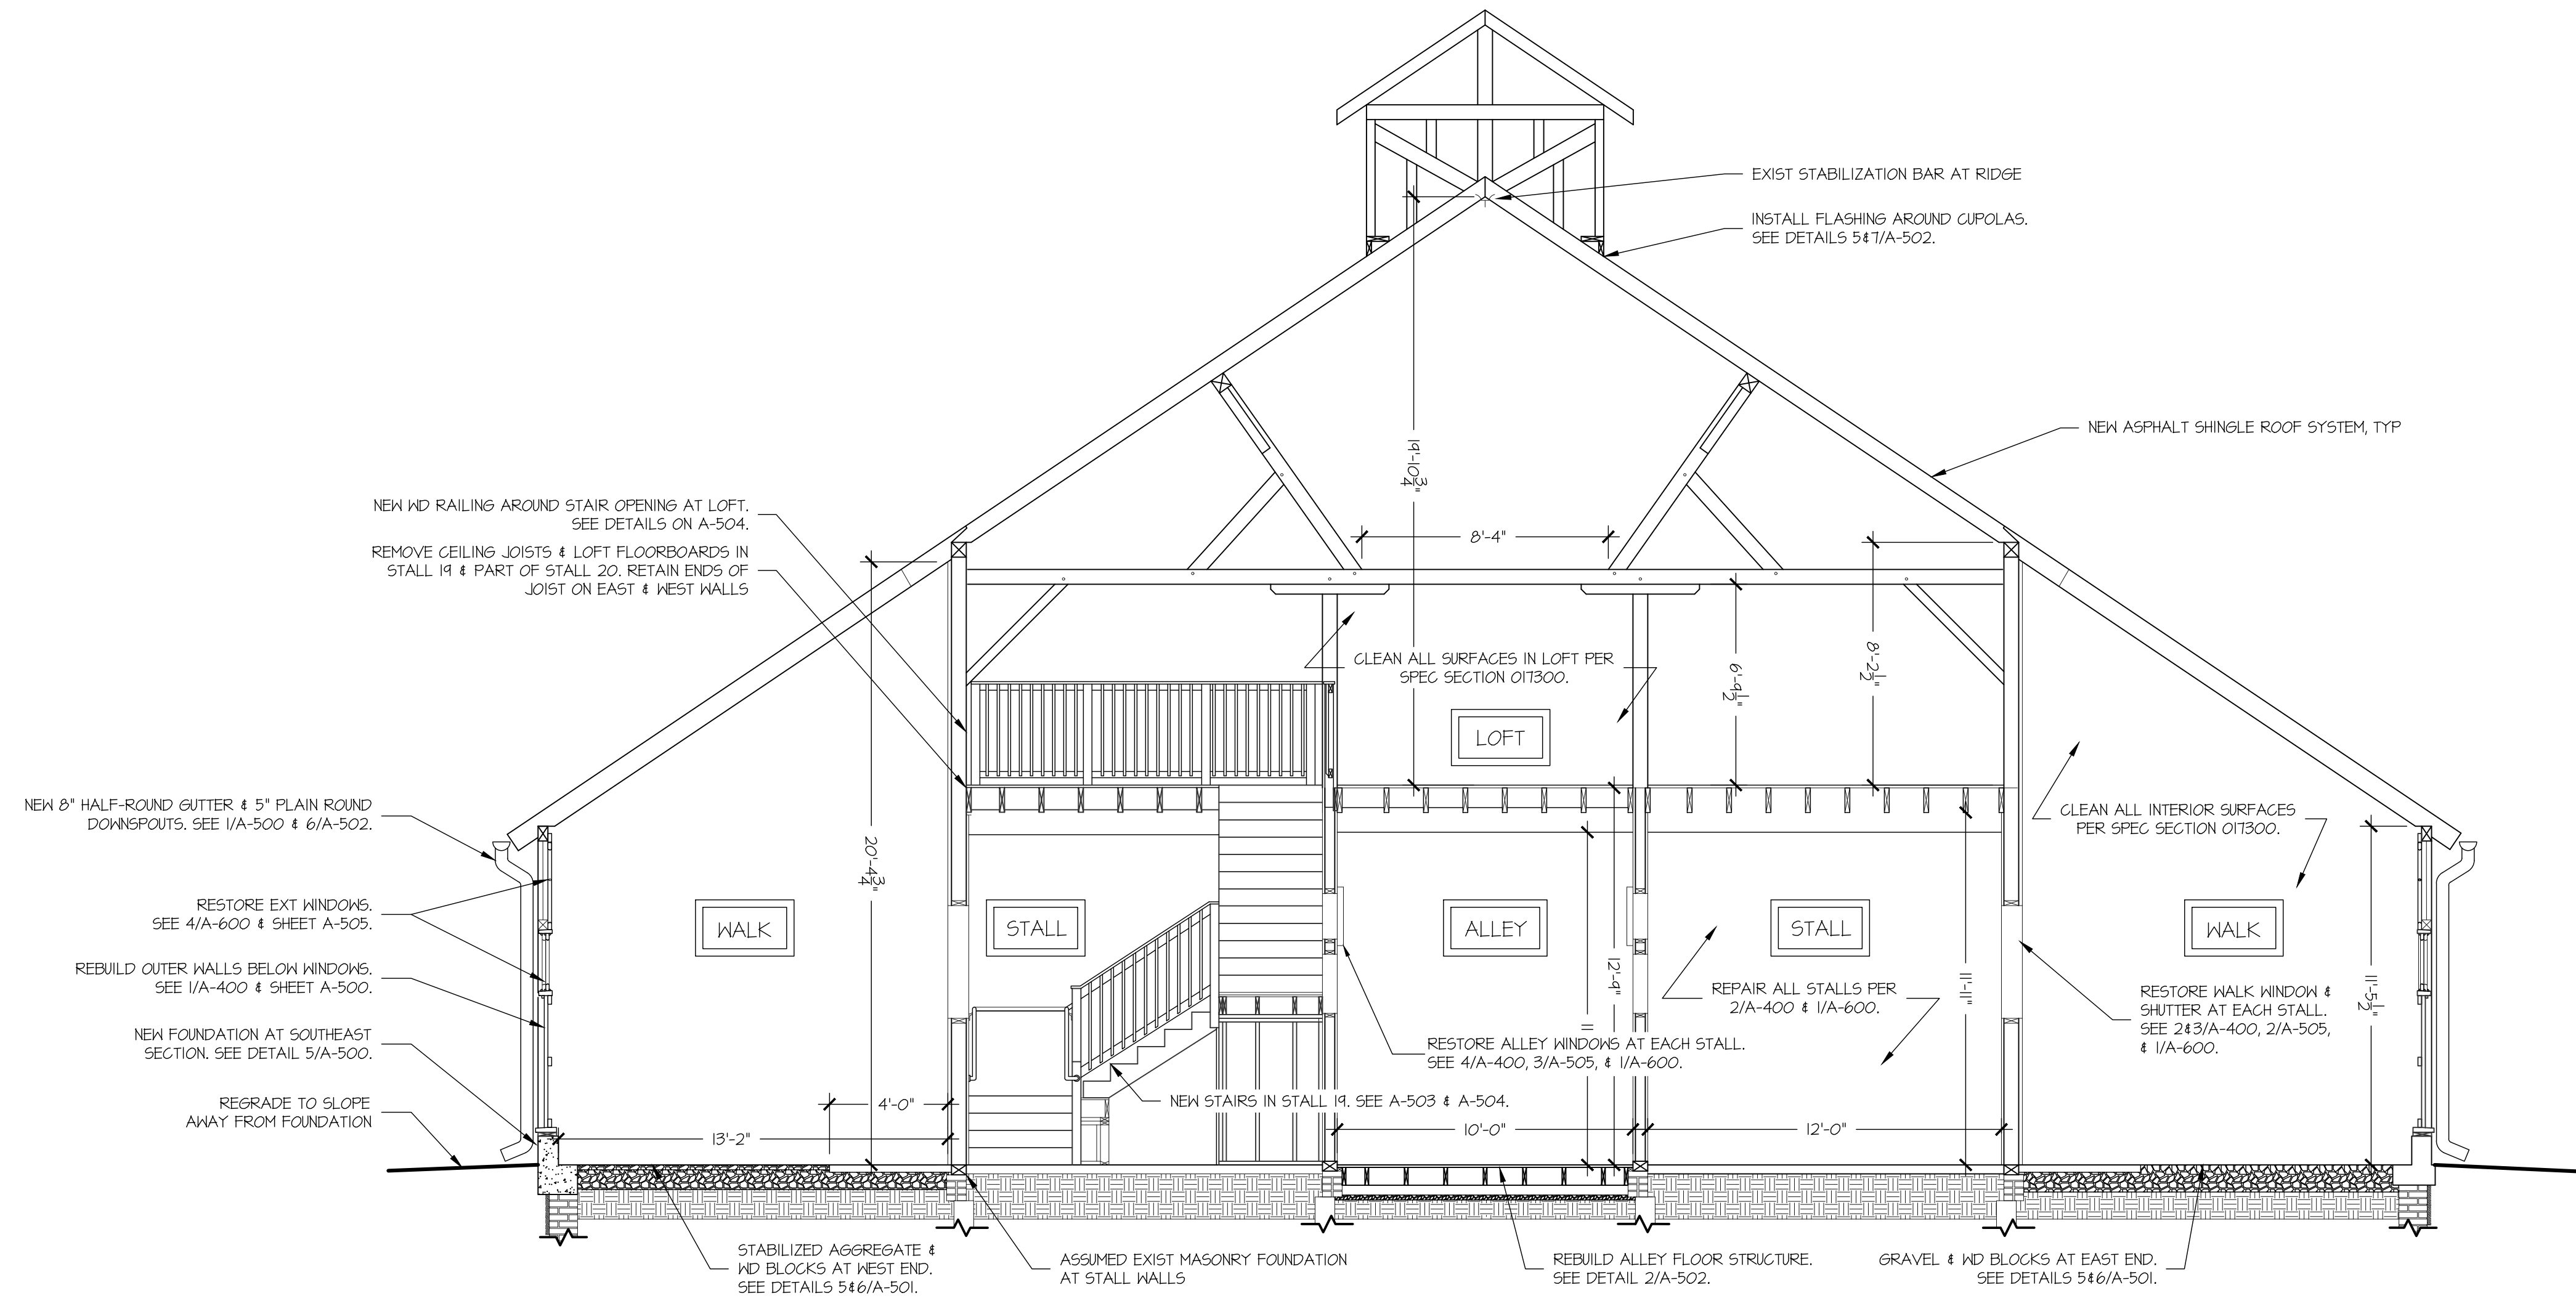 EXIST STABILIZATION BAR AT RIDGE
INSTALL FLASHING AROUND CUPOLAS.
SEE DETAILS 5&7/A-502.
NEW ASPHALT SHINGLE ROOF SYSTEM, TYP
19'-10 3/4"
NEW WD RAILING AROUND STAIR OPENING AT LOFT.
SEE DETAILS ON A-504.
8'-4"
REMOVE CEILING JOISTS & LOFT FLOORBOARDS IN
STALL 19 & PART OF STALL 20. RETAIN ENDS OF
JOIST ON EAST & WEST WALLS
CLEAN ALL SURFACES IN LOFT PER
SPEC SECTION 017300.
6'-9 1/2"
8'-2 1/2"
LOFT
NEW 8" HALF-ROUND GUTTER & 5" PLAIN ROUND
DOWNSPOUTS. SEE 1/A-500 & 6/A-502.
20'-4 3/4"
CLEAN ALL INTERIOR SURFACES
PER SPEC SECTION 017300.
RESTORE EXT WINDOWS.
SEE 4/A-600 & SHEET A-505.
WALK
STALL
ALLEY
STALL
WALK
REBUILD OUTER WALLS BELOW WINDOWS.
SEE 1/A-400 & SHEET A-500.
12'-9"
11'-11"
11'-5 1/2"
REPAIR ALL STALLS PER
2/A-400 & 1/A-600.
RESTORE WALK WINDOW &
SHUTTER AT EACH STALL.
SEE 2&3/A-400, 2/A-505,
& 1/A-600.
NEW FOUNDATION AT SOUTHEAST
SECTION. SEE DETAIL 5/A-500.
11
RESTORE ALLEY WINDOWS AT EACH STALL.
SEE 4/A-400, 3/A-505, & 1/A-600.
REGRADE TO SLOPE
AWAY FROM FOUNDATION
4'-0"
NEW STAIRS IN STALL 19. SEE A-503 & A-504.
13'-2"
10'-0"
12'-0"
STABILIZED AGGREGATE &
WD BLOCKS AT WEST END.
SEE DETAILS 5&6/A-501.
ASSUMED EXIST MASONRY FOUNDATION
AT STALL WALLS
REBUILD ALLEY FLOOR STRUCTURE.
SEE DETAIL 2/A-502.
GRAVEL & WD BLOCKS AT EAST END.
SEE DETAILS 5&6/A-501.